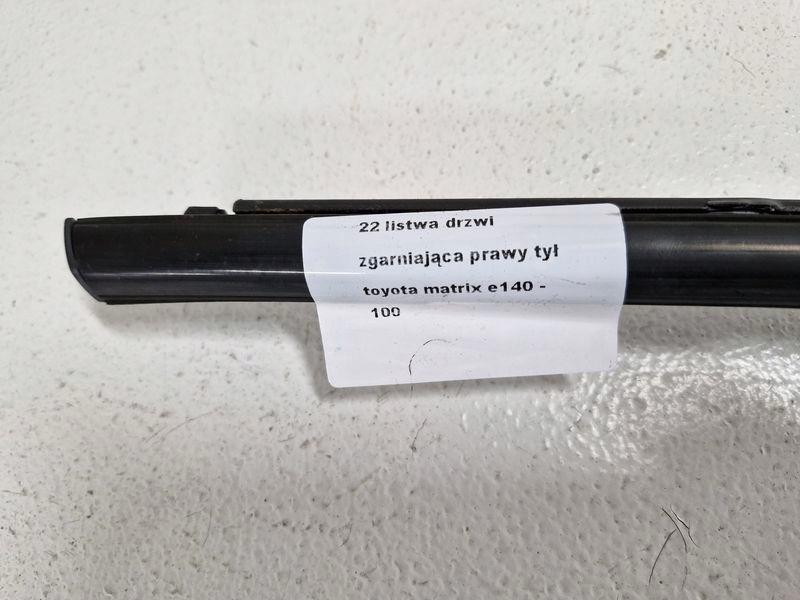 22 listwa drzwi
zgarniająca prawy tył
toyota matrix e140 -
100